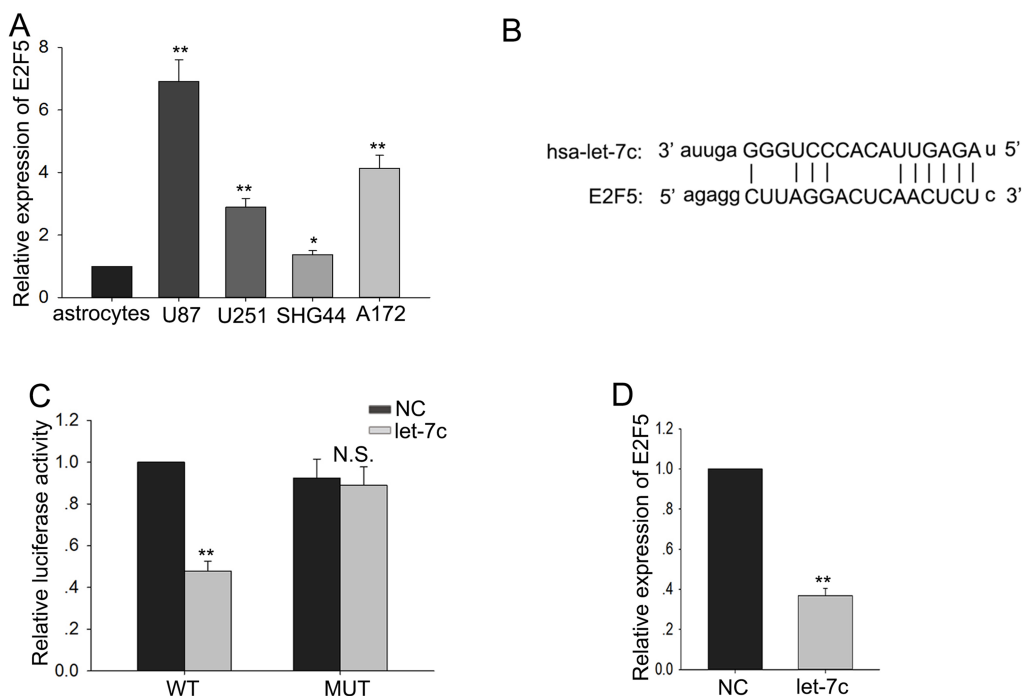 A
Relative expression of E2F5
8
6
4
2
0
**
**
*
**
astrocytes U87 U251 SHG44 A172
B
hsa-let-7c: 3’ auuga GGGUCCCACAUUGAGA u 5’
E2F5: 5’ agagg CUUAGGACUCAACUCU c 3’
C
Relative luciferase activity
1.2
1.0
.8
.6
.4
.2
0.0
NC
let-7c
**
N.S.
WT MUT
D
Relative expression of E2F5
1.2
1.0
.8
.6
.4
.2
0.0
**
NC let-7c